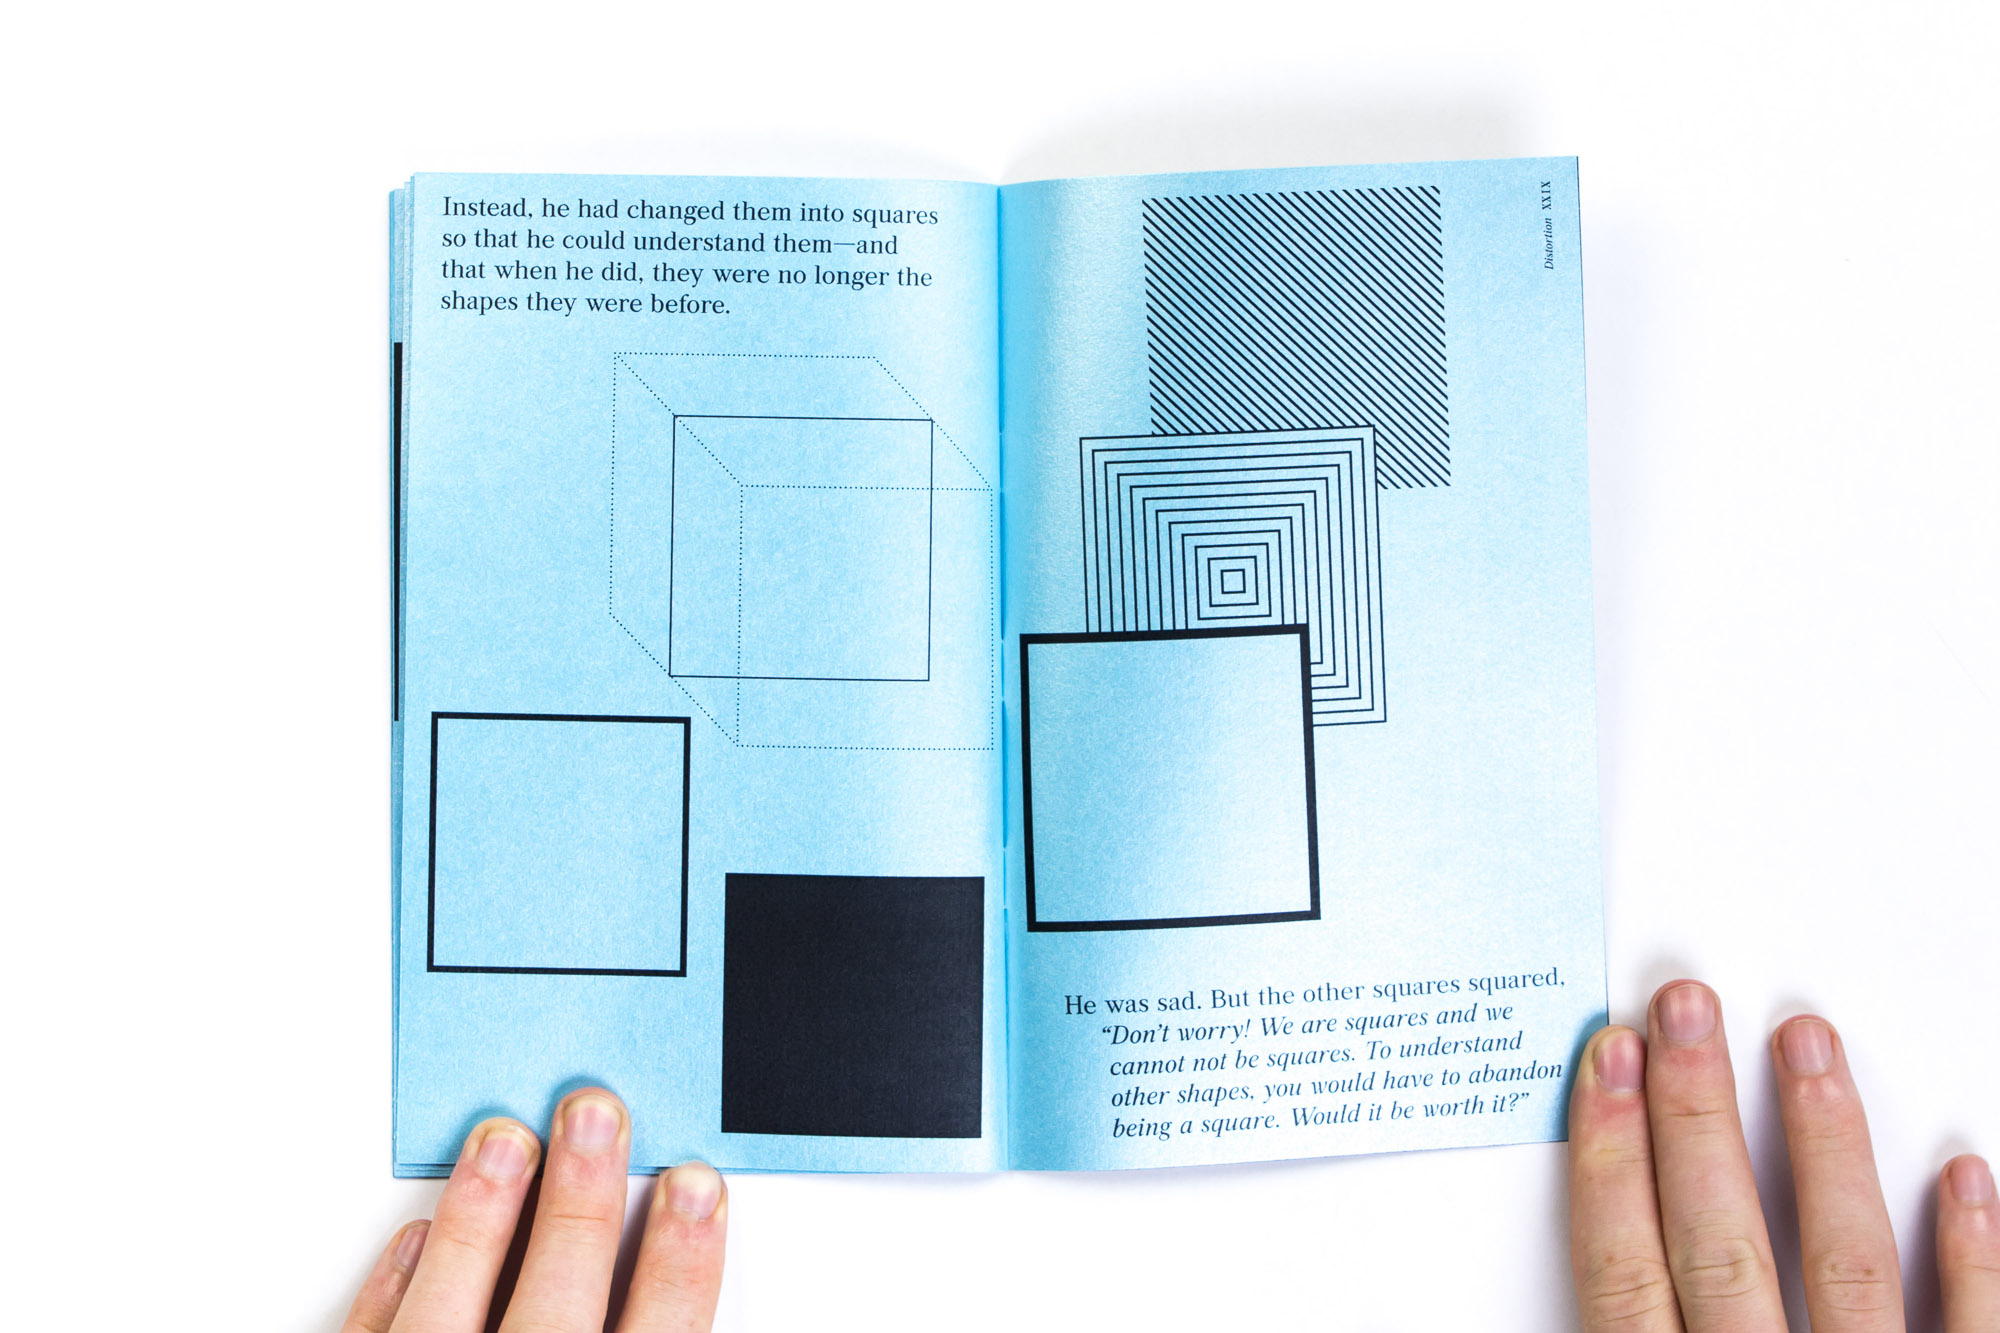 Instead, he had changed them into squares
so that he could understand them—and
that when he did, they were no longer the
shapes they were before.
Distortion XXIX
He was sad. But the other squares squared,
“Don’t worry! We are squares and we
cannot not be squares. To understand
other shapes, you would have to abandon
being a square. Would it be worth it?”